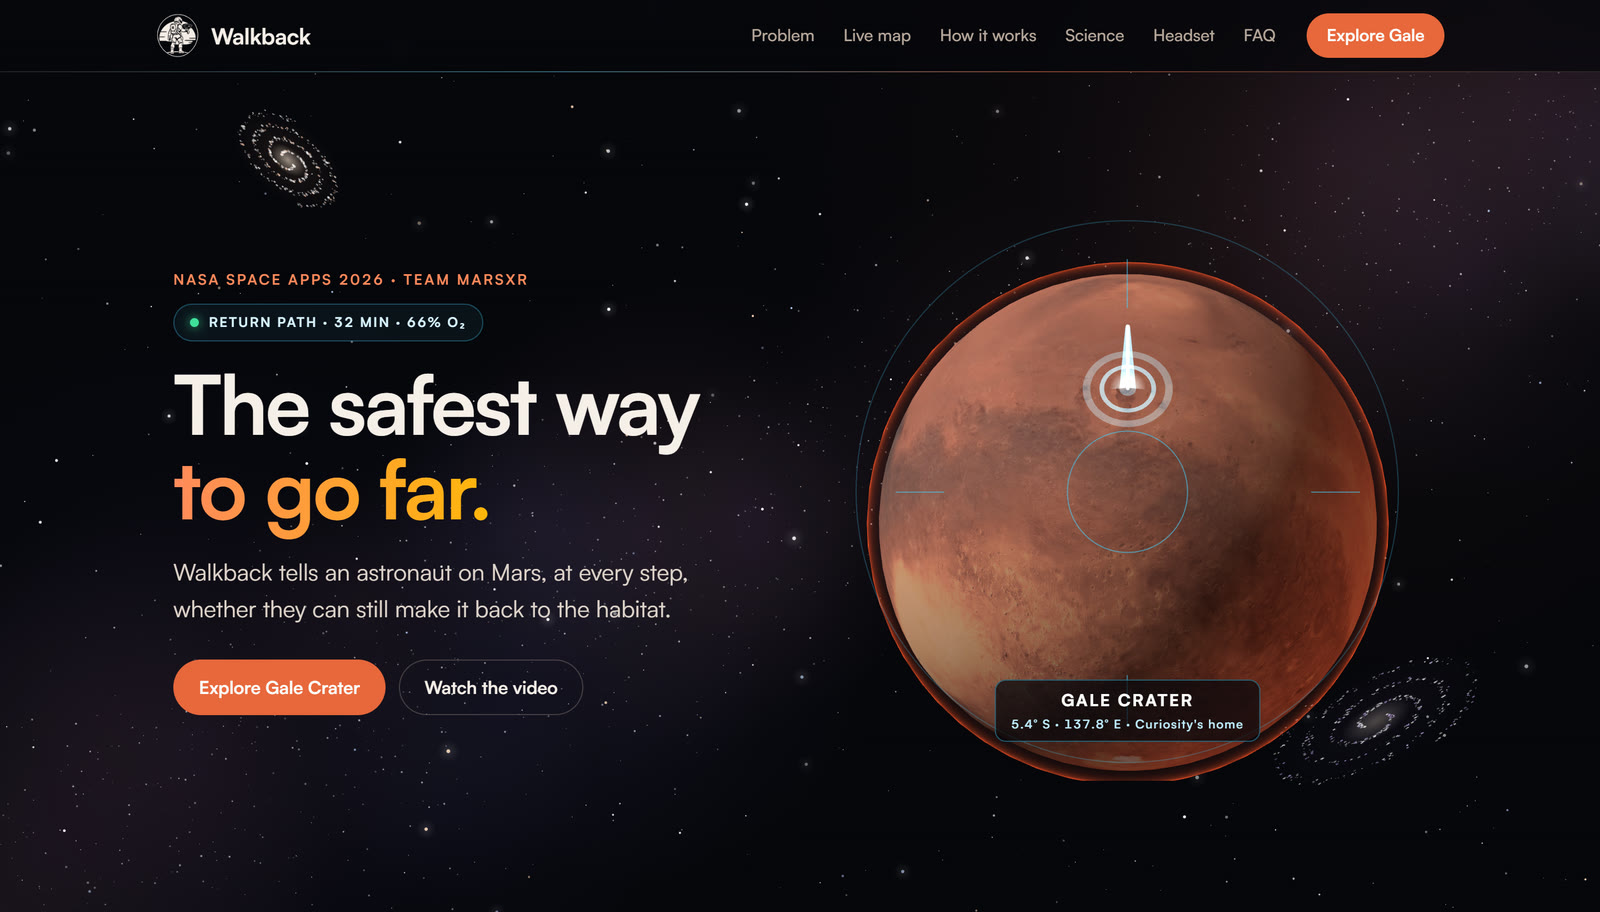 Walkback
Problem
Live map
How it works
Science
Headset
FAQ
Explore Gale
NASA SPACE APPS 2026 · TEAM MARSXR
RETURN PATH · 32 MIN · 66% O₂
The safest way
to go far.
Walkback tells an astronaut on Mars, at every step,
whether they can still make it back to the habitat.
Explore Gale Crater
Watch the video
GALE CRATER
5.4° S · 137.8° E · Curiosity's home